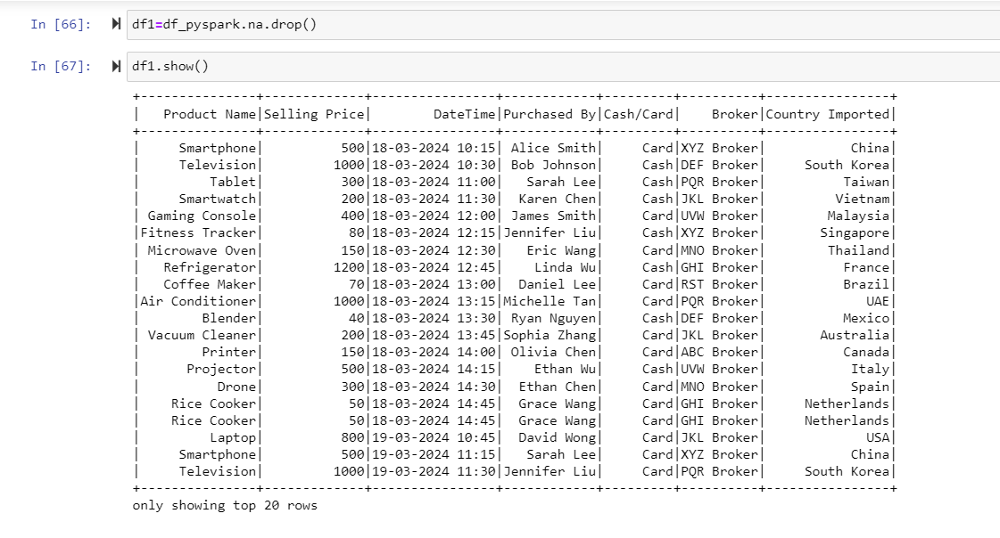 In [66]: df1=df_pyspark.na.drop()
In [67]: df1.show()
+---------------+-------------+----------------+------------+---------+----------+----------------+
|   Product Name|Selling Price|        DateTime|Purchased By|Cash/Card|    Broker|Country Imported|
+---------------+-------------+----------------+------------+---------+----------+----------------+
|     Smartphone|          500|18-03-2024 10:15| Alice Smith|     Card|XYZ Broker|           China|
|     Television|         1000|18-03-2024 10:30| Bob Johnson|     Cash|DEF Broker|     South Korea|
|         Tablet|          300|18-03-2024 11:00|   Sarah Lee|     Cash|PQR Broker|          Taiwan|
|     Smartwatch|          200|18-03-2024 11:30|  Karen Chen|     Cash|JKL Broker|         Vietnam|
| Gaming Console|          400|18-03-2024 12:00| James Smith|     Card|UVW Broker|        Malaysia|
|Fitness Tracker|           80|18-03-2024 12:15|Jennifer Liu|     Cash|XYZ Broker|       Singapore|
| Microwave Oven|          150|18-03-2024 12:30|   Eric Wang|     Card|MNO Broker|        Thailand|
|   Refrigerator|         1200|18-03-2024 12:45|    Linda Wu|     Cash|GHI Broker|          France|
|   Coffee Maker|           70|18-03-2024 13:00|  Daniel Lee|     Card|RST Broker|          Brazil|
|Air Conditioner|         1000|18-03-2024 13:15|Michelle Tan|     Card|PQR Broker|             UAE|
|        Blender|           40|18-03-2024 13:30| Ryan Nguyen|     Cash|DEF Broker|          Mexico|
| Vacuum Cleaner|          200|18-03-2024 13:45|Sophia Zhang|     Card|JKL Broker|       Australia|
|        Printer|          150|18-03-2024 14:00| Olivia Chen|     Card|ABC Broker|          Canada|
|      Projector|          500|18-03-2024 14:15|    Ethan Wu|     Cash|UVW Broker|           Italy|
|          Drone|          300|18-03-2024 14:30|  Ethan Chen|     Card|MNO Broker|           Spain|
|    Rice Cooker|           50|18-03-2024 14:45|  Grace Wang|     Card|GHI Broker|     Netherlands|
|    Rice Cooker|           50|18-03-2024 14:45|  Grace Wang|     Card|GHI Broker|     Netherlands|
|         Laptop|          800|19-03-2024 10:45|  David Wong|     Card|JKL Broker|             USA|
|     Smartphone|          500|19-03-2024 11:15|   Sarah Lee|     Card|XYZ Broker|           China|
|     Television|         1000|19-03-2024 11:30|Jennifer Liu|     Card|PQR Broker|     South Korea|
+---------------+-------------+----------------+------------+---------+----------+----------------+
only showing top 20 rows